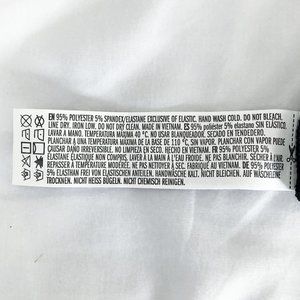 EN 95% POLYESTER 5% SPANDEX/ELASTANE EXCLUSIVE OF ELASTIC. HAND WASH COLD. DO NOT BLEACH.
LINE DRY. IRON LOW. DO NOT DRY CLEAN. MADE IN VIETNAM. ES 95% poliéster 5% elastano SIN ELÁSTICO.
LAVAR A MANO. TEMPERATURA MÁXIMA 40 °C. NO USAR BLANQUEADOR. SECADO EN TENDEDERO.
PLANCHAR A UNA TEMPERATURA MÁXIMA DE LA BASE DE 110 °C, SIN VAPOR. PLANCHAR CON VAPOR PUEDE
CAUSAR DAÑO IRREVERSIBLE. NO LIMPIEZA EN SECO. HECHO EN VIETNAM. FR 95% POLYESTER 5%
ÉLASTHANNE ÉLASTIQUE NON COMPRIS. LAVER À LA MAIN À L'EAU FROIDE. NE PAS BLANCHIR. SÉCHER À L'AIR.
REPASSER À TEMPÉRATURE MINIMALE. NE PAS NETTOYER À SEC. FABRIQUÉ AU VIETNAM. DE 95% POLYESTER
5% ELASTHAN FREI VON ELASTISCHEN ANTEILEN. HANDWÄSCHE KALT. NICHT BLEICHEN. AUF WÄSCHELEINE
TROCKNEN. NICHT HEISS BÜGELN. NICHT CHEMISCH REINIGEN.